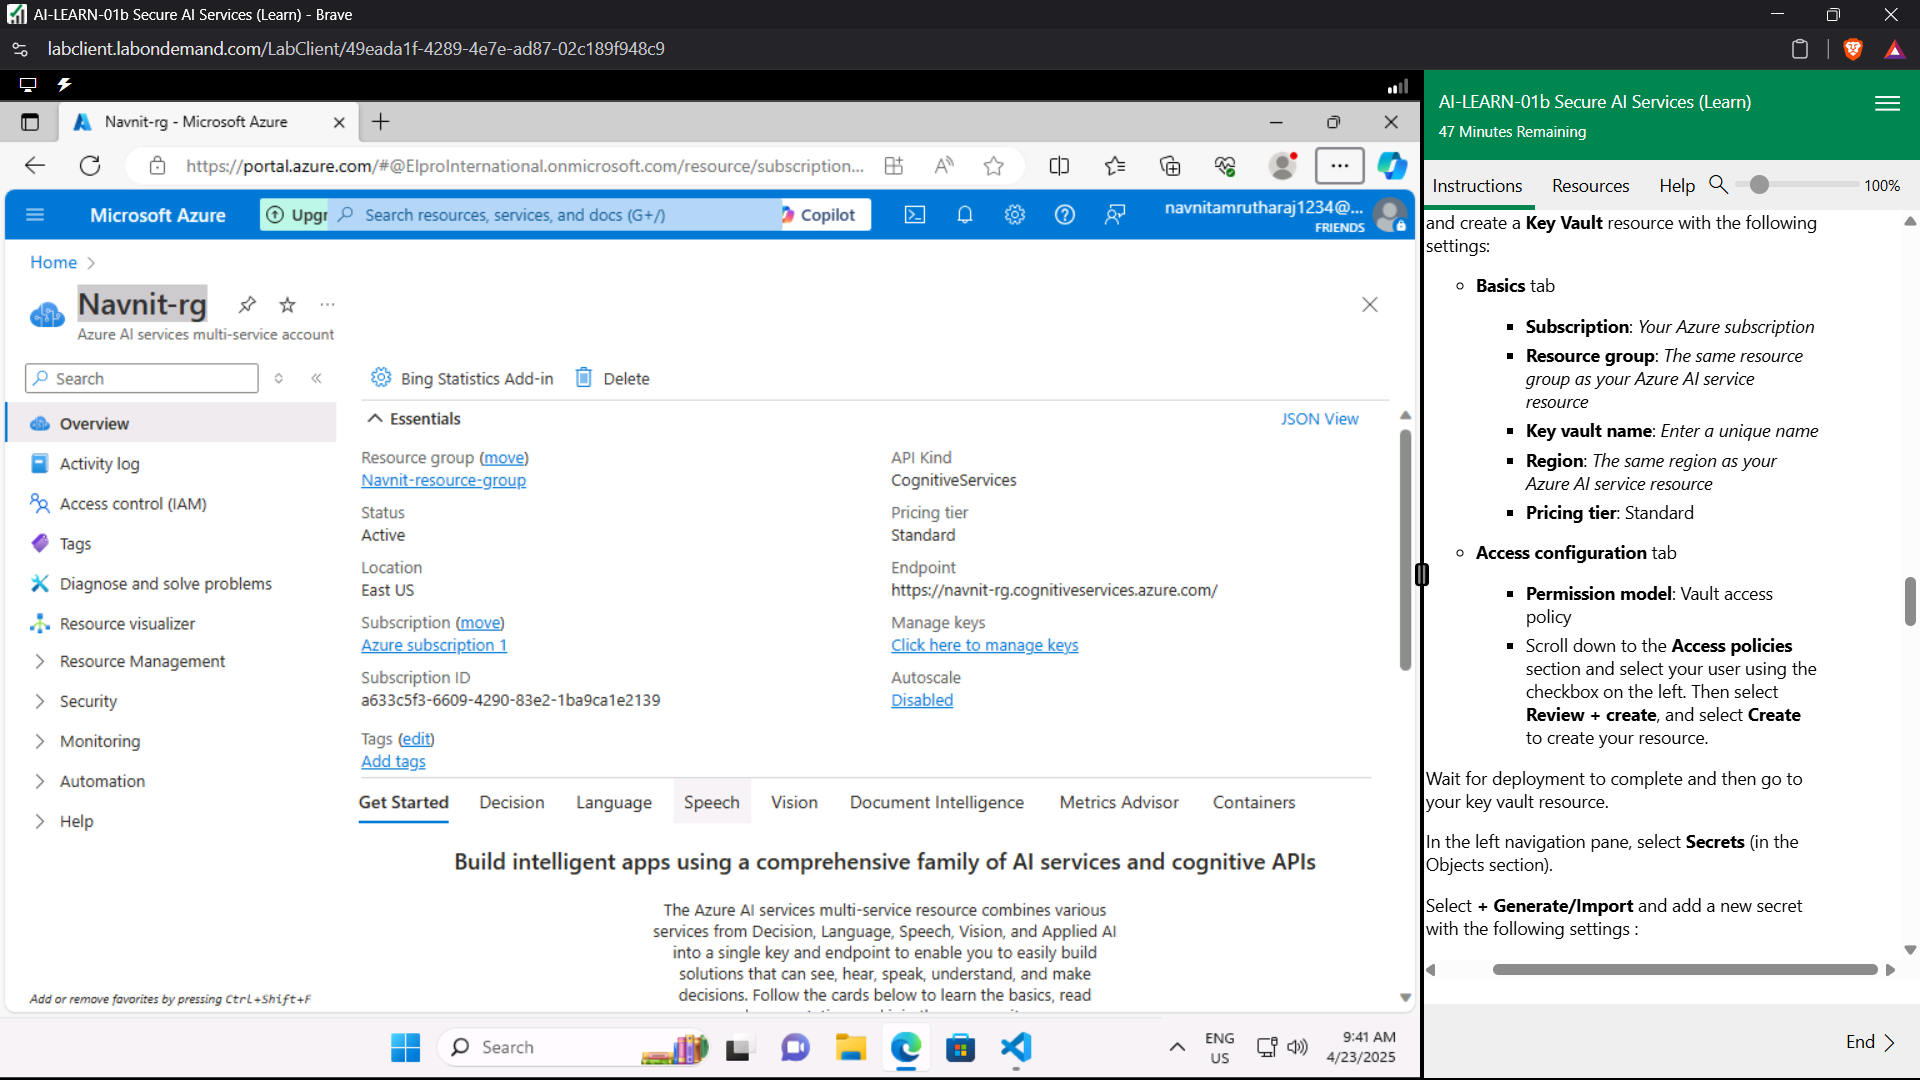 AI-LEARN-01b Secure AI Services (Learn) - Brave
labclient.labondemand.com/LabClient/49eada1f-4289-4e7e-ad87-02c189f948c9
Navnit-rg - Microsoft Azure
https://portal.azure.com/#@ElproInternational.onmicrosoft.com/resource/subscription...
Microsoft Azure
Upgr
Search resources, services, and docs (G+/)
Copilot
navnitamrutharaj1234@...
FRIENDS
Home
Navnit-rg
Azure AI services multi-service account
Search
Overview
Activity log
Access control (IAM)
Tags
Diagnose and solve problems
Resource visualizer
Resource Management
Security
Monitoring
Automation
Help
Add or remove favorites by pressing Ctrl+Shift+F
Bing Statistics Add-in
Delete
Essentials
JSON View
Resource group (move)
Navnit-resource-group
Status
Active
Location
East US
Subscription (move)
Azure subscription 1
Subscription ID
a633c5f3-6609-4290-83e2-1ba9ca1e2139
Tags (edit)
Add tags
API Kind
CognitiveServices
Pricing tier
Standard
Endpoint
https://navnit-rg.cognitiveservices.azure.com/
Manage keys
Click here to manage keys
Autoscale
Disabled
Get Started Decision Language Speech Vision Document Intelligence Metrics Advisor Containers
Build intelligent apps using a comprehensive family of AI services and cognitive APIs
The Azure AI services multi-service resource combines various
services from Decision, Language, Speech, Vision, and Applied AI
into a single key and endpoint to enable you to easily build
solutions that can see, hear, speak, understand, and make
decisions. Follow the cards below to learn the basics, read
Search
ENG
US
9:41 AM
4/23/2025
AI-LEARN-01b Secure AI Services (Learn)
47 Minutes Remaining
Instructions Resources Help
100%
and create a Key Vault resource with the following
settings:
Basics tab
Subscription: Your Azure subscription
Resource group: The same resource
group as your Azure AI service
resource
Key vault name: Enter a unique name
Region: The same region as your
Azure AI service resource
Pricing tier: Standard
Access configuration tab
Permission model: Vault access
policy
Scroll down to the Access policies
section and select your user using the
checkbox on the left. Then select
Review + create, and select Create
to create your resource.
Wait for deployment to complete and then go to
your key vault resource.
In the left navigation pane, select Secrets (in the
Objects section).
Select + Generate/Import and add a new secret
with the following settings :
End